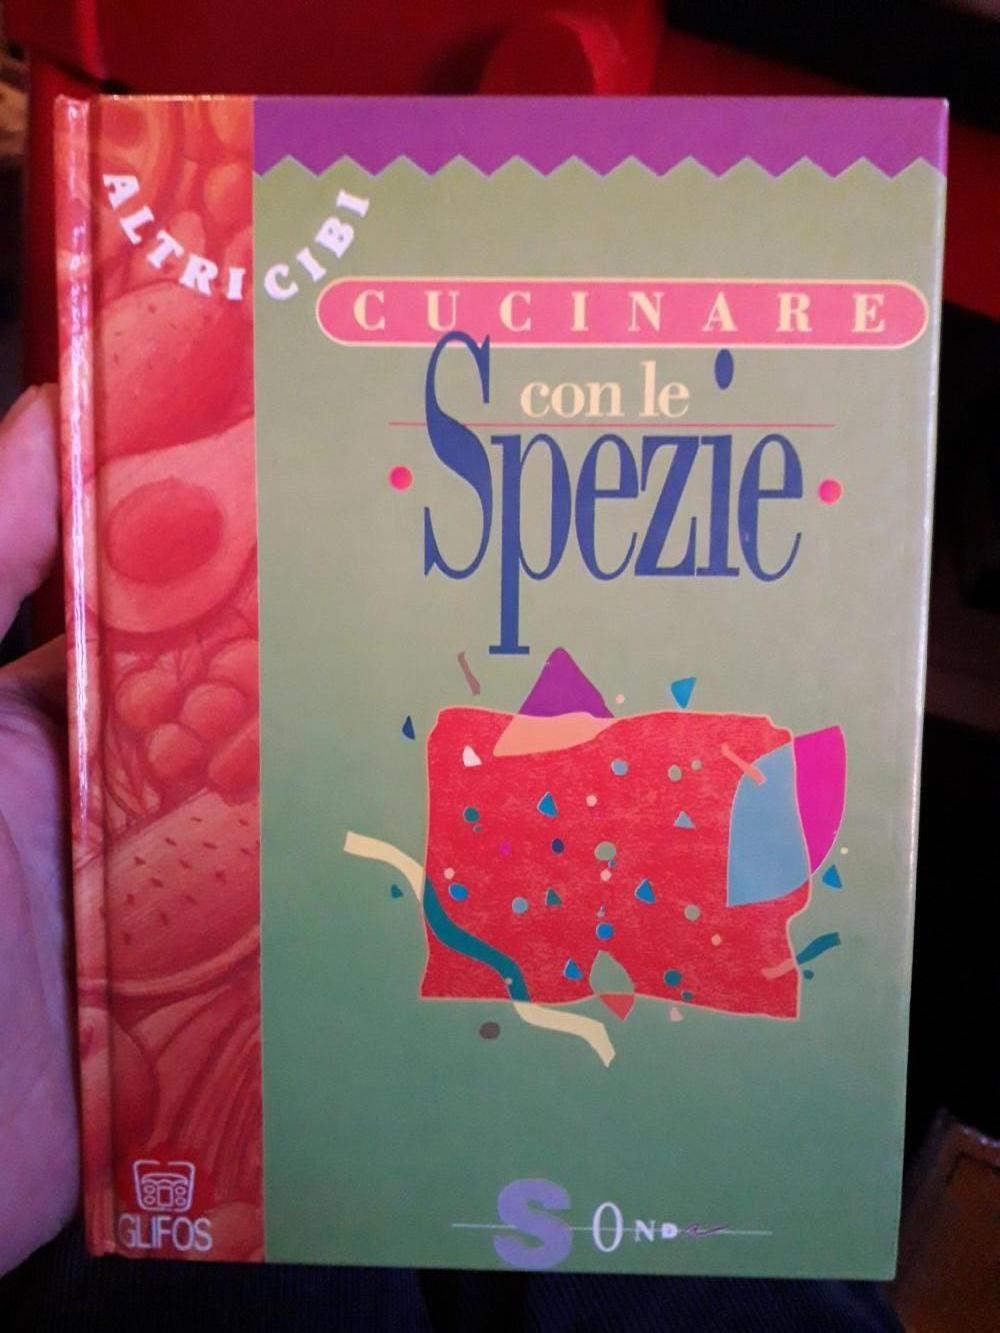 ALTRI CIBI
CUCINARE
con le
Spezie
GLIFOS
SONDA